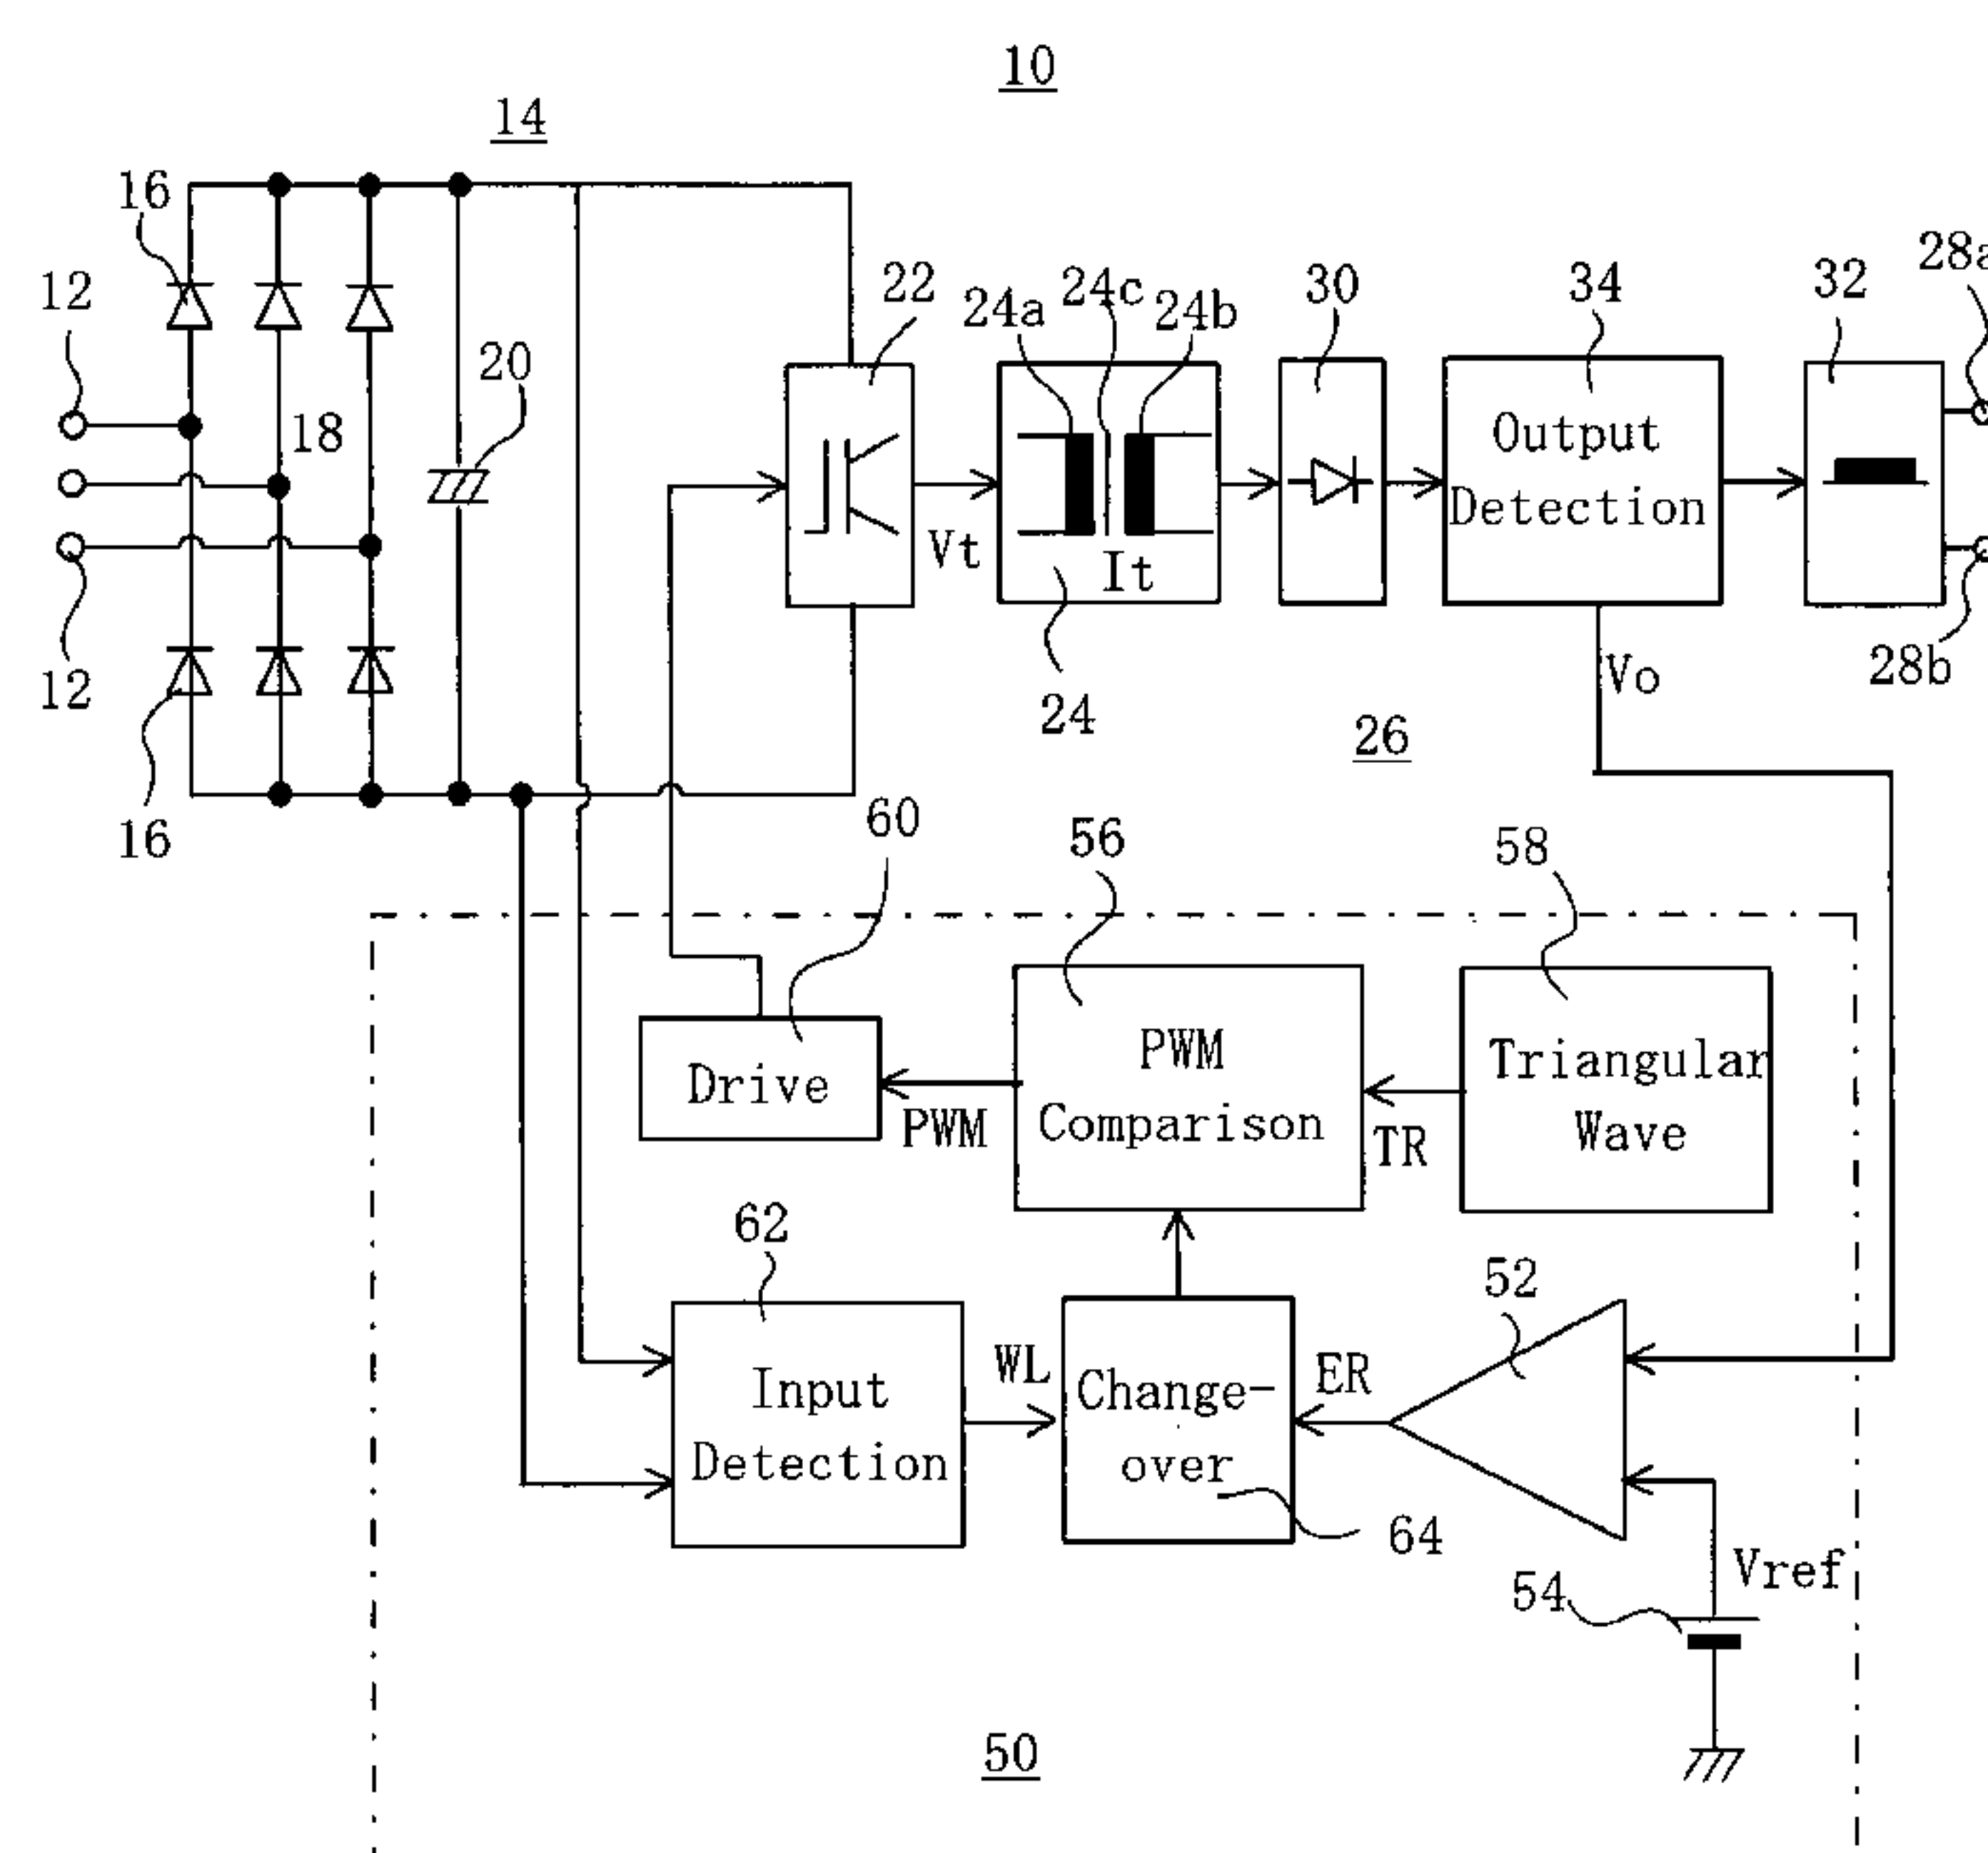 10
14
16
12
28a
22
24a
24c
24b
30
34
32
20
18
Output
Detection
Vt
It
12
24
28b
Vo
26
16
60
56
58
PWM
Comparison
Triangular
Wave
Drive
PWM
TR
62
52
WL
ER
Input
Detection
Change-
over
64
Vref
54
50